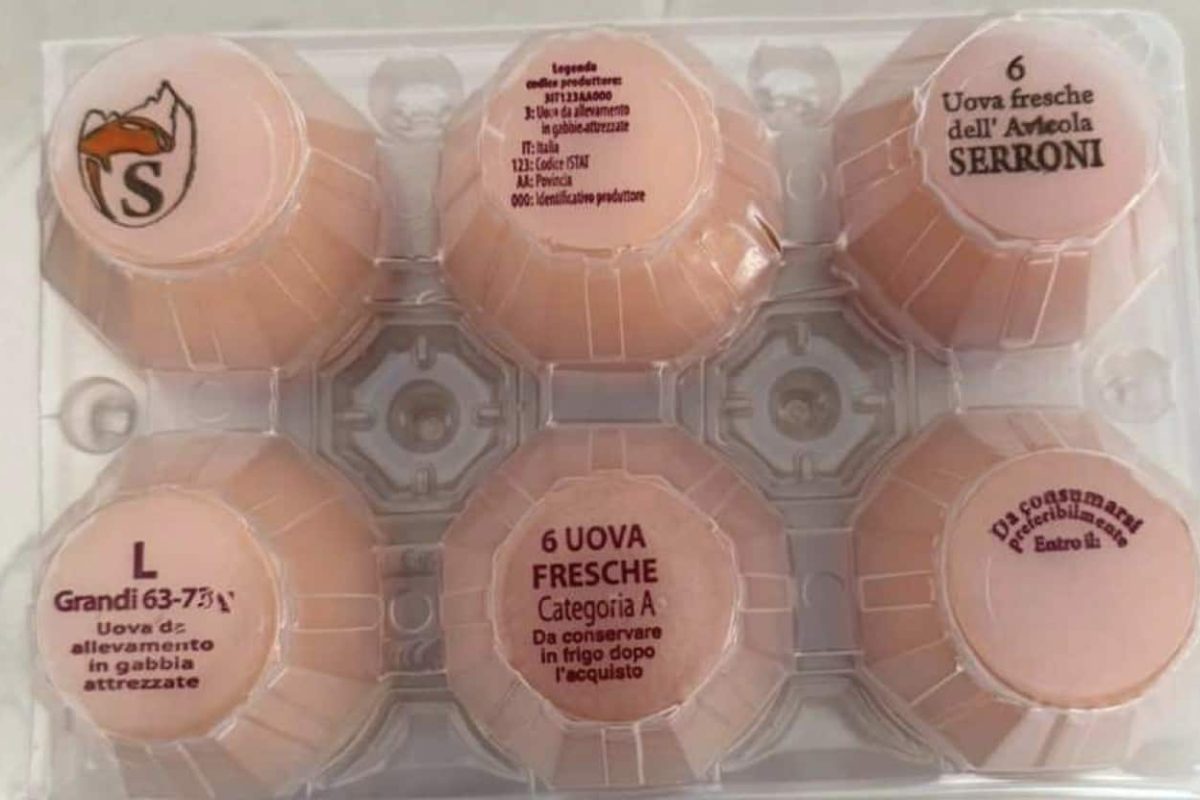 S
Legenda
codice produttore:
3IT123AA000
3: Uova da allevamento
in gabbie attrezzate
IT: Italia
123: Codice ISTAT
AA: Povincia
000: Identificativo produttore
6
Uova fresche
dell' Avicola
SERRONI
L
Grandi 63-73
Uova da
allevamento
in gabbia
attrezzate
6 UOVA
FRESCHE
Categoria A
Da conservare
in frigo dopo
l'acquisto
Da consumarsi
Preferibilmente
Entro il: